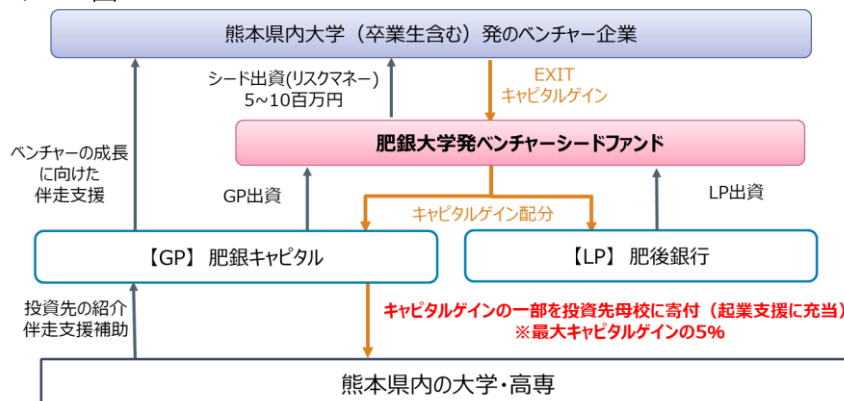 熊本県内大学（卒業生含む）発のベンチャー企業
シード出資(リスクマネー)
5~10百万円
EXIT
キャピタルゲイン
肥銀大学発ベンチャーシードファンド
ベンチャーの成長
に向けた
伴走支援
GP出資
キャピタルゲイン配分
LP出資
【GP】 肥銀キャピタル
【LP】 肥後銀行
投資先の紹介
伴走支援補助
キャピタルゲインの一部を投資先母校に寄付（起業支援に充当）
※最大キャピタルゲインの5%
熊本県内の大学・高専